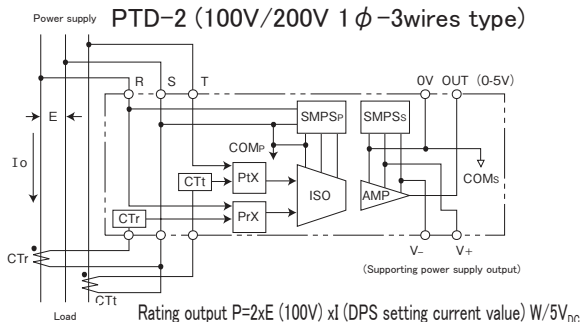 Power supply
PTD-2 (100V/200V 1φ-3wires type)
R S T
0V OUT (0-5V)
E
SMPSP
SMPSS
Io
COMP
COMS
CTt
PtX
ISO
AMP
CTr
PrX
CTr
V- V+
(Supporting power supply output)
CTt
Load
Rating output P=2xE (100V) xI (DPS setting current value) W/5VDC